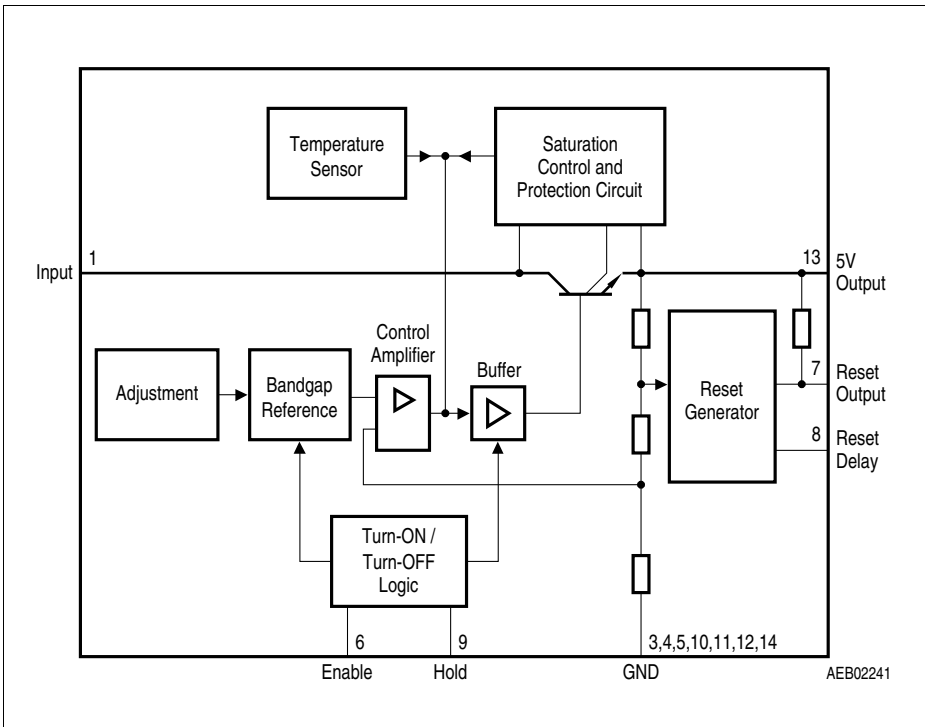 Temperature
Sensor
Saturation
Control and
Protection Circuit
1
13
Input
5V
Output
Control
Amplifier
Buffer
Adjustment
Bandgap
Reference
Reset
Generator
7
Reset
Output
8
Reset
Delay
Turn-ON /
Turn-OFF
Logic
6
9
3,4,5,10,11,12,14
Enable
Hold
GND
AEB02241